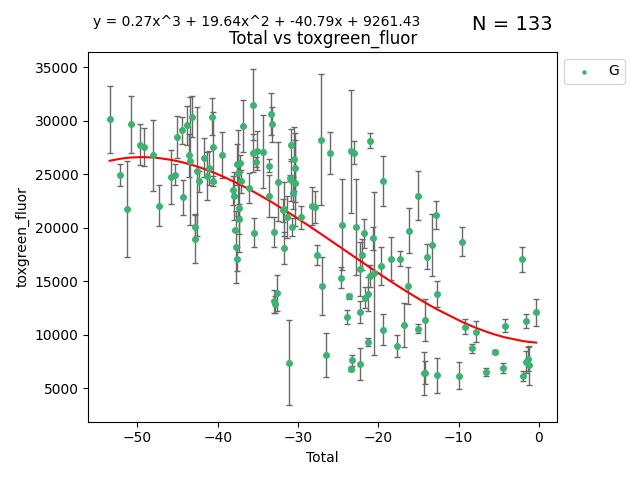 y = 0.27x^3 + 19.64x^2 + -40.79x + 9261.43
N = 133
Total vs toxgreen_fluor
G
toxgreen_fluor
35000
30000
25000
20000
15000
10000
5000
−50 −40 −30 −20 −10 0
Total